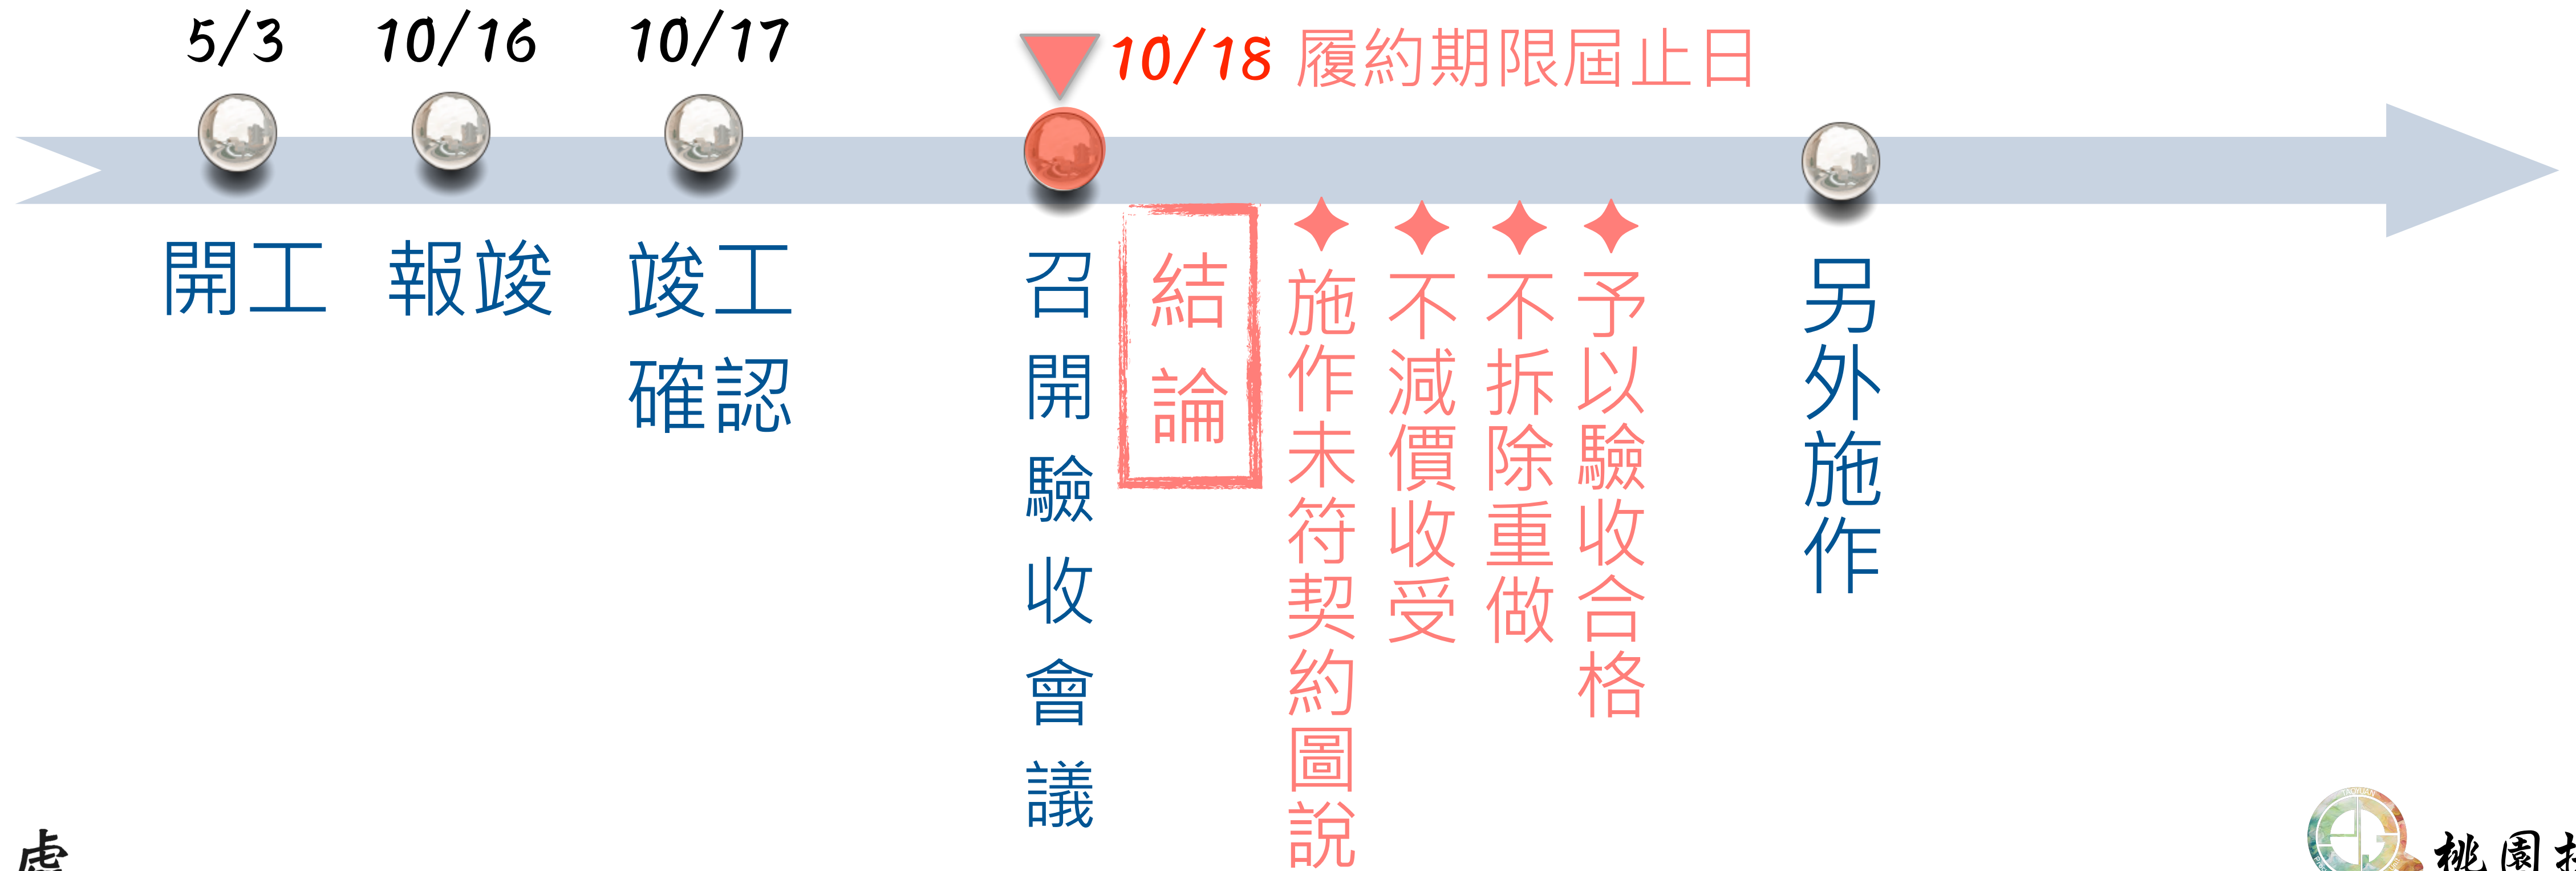 5/3
開工
10/16
報竣
10/17
竣工
確認
10/18 履約期限屆止日
召開驗收會議
結論
施作未符契約圖說
不減價收受
不拆除重做
予以驗收合格
另外施作
TAOYUAN
桃園